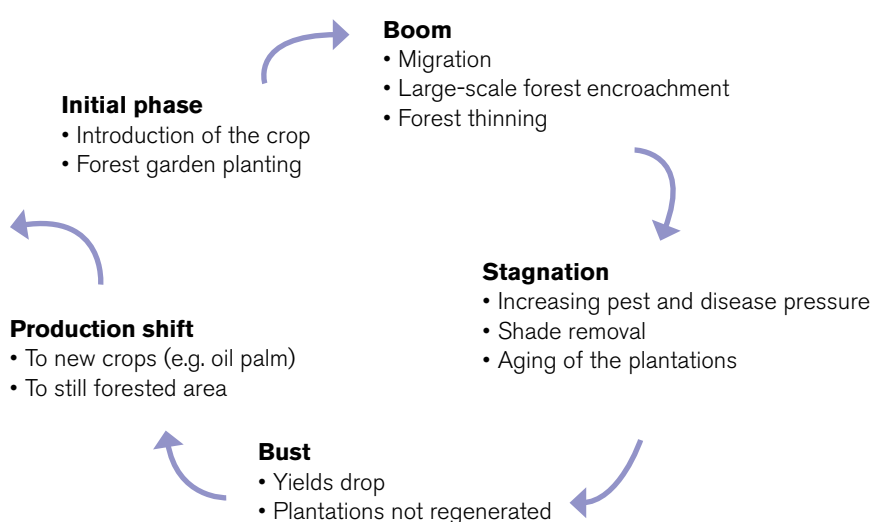 Initial phase
• Introduction of the crop
• Forest garden planting
Boom
• Migration
• Large-scale forest encroachment
• Forest thinning
Stagnation
• Increasing pest and disease pressure
• Shade removal
• Aging of the plantations
Bust
• Yields drop
• Plantations not regenerated
Production shift
• To new crops (e.g. oil palm)
• To still forested area